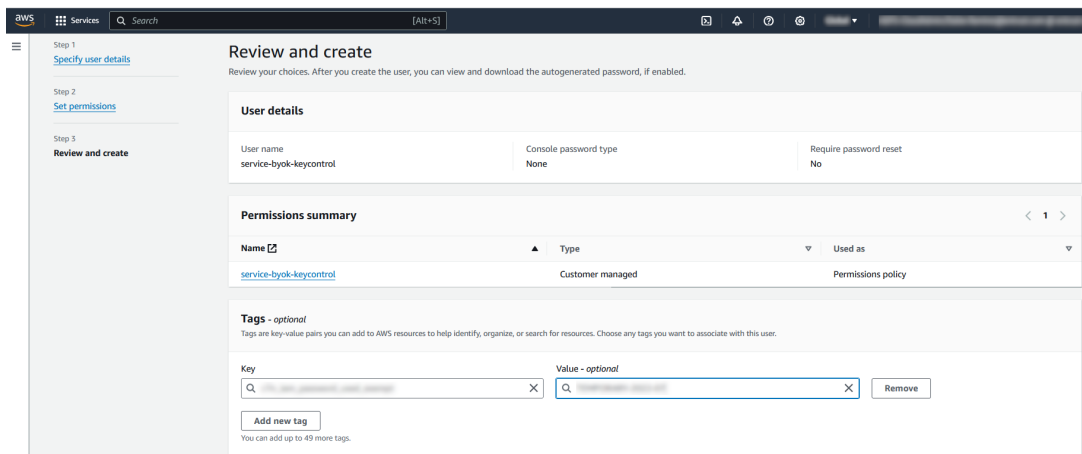 aws
Services
Search
[Alt+S]
Step 1
Specify user details
Step 2
Set permissions
Step 3
Review and create
Review and create
Review your choices. After you create the user, you can view and download the autogenerated password, if enabled.
User details
User name
service-byok-keycontrol
Console password type
None
Require password reset
No
Permissions summary
1
Name Type Used as
service-byok-keycontrol Customer managed Permissions policy
Tags - optional
Tags are key-value pairs you can add to AWS resources to help identify, organize, or search for resources. Choose any tags you want to associate with this user.
Key
Value - optional
Remove
Add new tag
You can add up to 49 more tags.